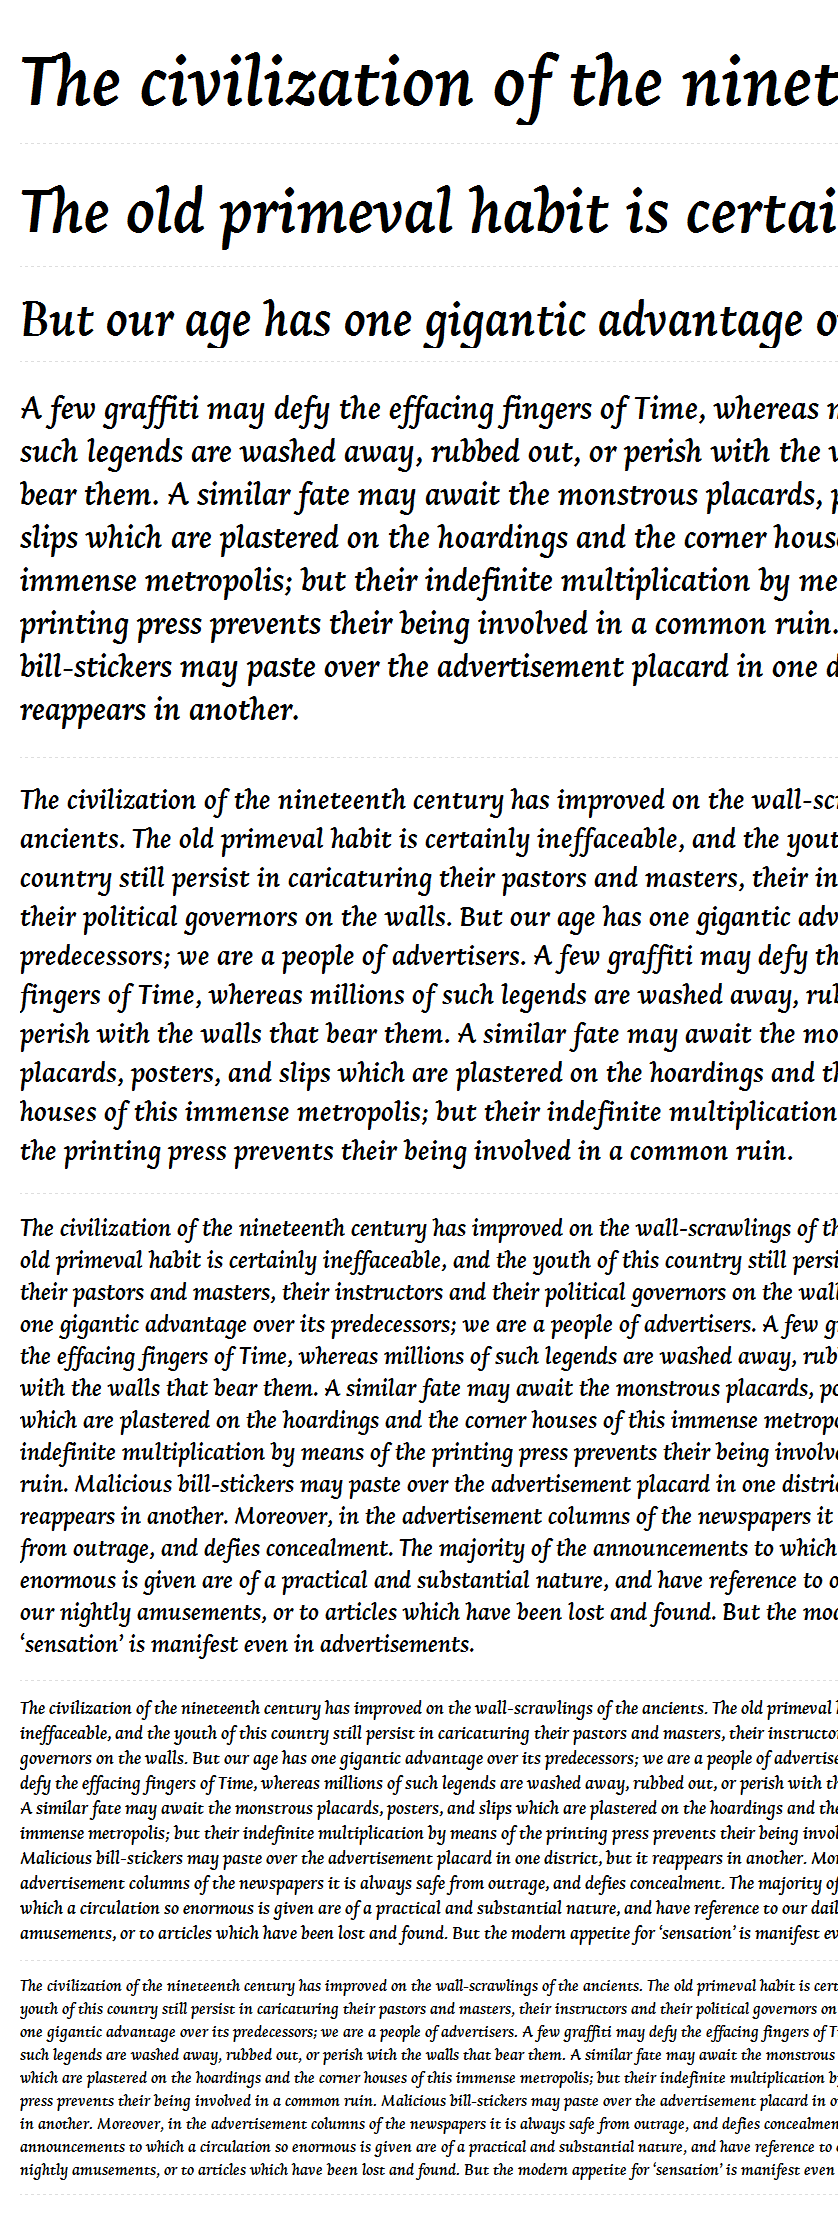 The civilization of the ninet
The old primeval habit is certai
But our age has one gigantic advantage o
A few graffiti may defy the effacing fingers of Time, whereas
such legends are washed away, rubbed out, or perish with the
bear them. A similar fate may await the monstrous placards,
slips which are plastered on the hoardings and the corner hous
immense metropolis; but their indefinite multiplication by me
printing press prevents their being involved in a common ruin.
bill-stickers may paste over the advertisement placard in one
reappears in another.
The civilization of the nineteenth century has improved on the wall-scr
ancients. The old primeval habit is certainly ineffaceable, and the yout
country still persist in caricaturing their pastors and masters, their in
their political governors on the walls. But our age has one gigantic adv
predecessors; we are a people of advertisers. A few graffiti may defy th
fingers of Time, whereas millions of such legends are washed away, rub
perish with the walls that bear them. A similar fate may await the mo
placards, posters, and slips which are plastered on the hoardings and th
houses of this immense metropolis; but their indefinite multiplication
the printing press prevents their being involved in a common ruin.
The civilization of the nineteenth century has improved on the wall-scrawlings of th
old primeval habit is certainly ineffaceable, and the youth of this country still persi
their pastors and masters, their instructors and their political governors on the wall
one gigantic advantage over its predecessors; we are a people of advertisers. A few g
the effacing fingers of Time, whereas millions of such legends are washed away, rub
with the walls that bear them. A similar fate may await the monstrous placards, po
which are plastered on the hoardings and the corner houses of this immense metropo
indefinite multiplication by means of the printing press prevents their being involv
ruin. Malicious bill-stickers may paste over the advertisement placard in one distri
reappears in another. Moreover, in the advertisement columns of the newspapers it
from outrage, and defies concealment. The majority of the announcements to which
enormous is given are of a practical and substantial nature, and have reference to o
our nightly amusements, or to articles which have been lost and found. But the mod
‘sensation’ is manifest even in advertisements.
The civilization of the nineteenth century has improved on the wall-scrawlings of the ancients. The old primeval
ineffaceable, and the youth of this country still persist in caricaturing their pastors and masters, their instructo
governors on the walls. But our age has one gigantic advantage over its predecessors; we are a people of advertise
defy the effacing fingers of Time, whereas millions of such legends are washed away, rubbed out, or perish with th
A similar fate may await the monstrous placards, posters, and slips which are plastered on the hoardings and the
immense metropolis; but their indefinite multiplication by means of the printing press prevents their being invol
Malicious bill-stickers may paste over the advertisement placard in one district, but it reappears in another. Mor
advertisement columns of the newspapers it is always safe from outrage, and defies concealment. The majority of
which a circulation so enormous is given are of a practical and substantial nature, and have reference to our dail
amusements, or to articles which have been lost and found. But the modern appetite for ‘sensation’ is manifest ev
The civilization of the nineteenth century has improved on the wall-scrawlings of the ancients. The old primeval habit is cert
youth of this country still persist in caricaturing their pastors and masters, their instructors and their political governors on
one gigantic advantage over its predecessors; we are a people of advertisers. A few graffiti may defy the effacing fingers of T
such legends are washed away, rubbed out, or perish with the walls that bear them. A similar fate may await the monstrous
which are plastered on the hoardings and the corner houses of this immense metropolis; but their indefinite multiplication b
press prevents their being involved in a common ruin. Malicious bill-stickers may paste over the advertisement placard in o
in another. Moreover, in the advertisement columns of the newspapers it is always safe from outrage, and defies concealmen
announcements to which a circulation so enormous is given are of a practical and substantial nature, and have reference to
nightly amusements, or to articles which have been lost and found. But the modern appetite for ‘sensation’ is manifest even